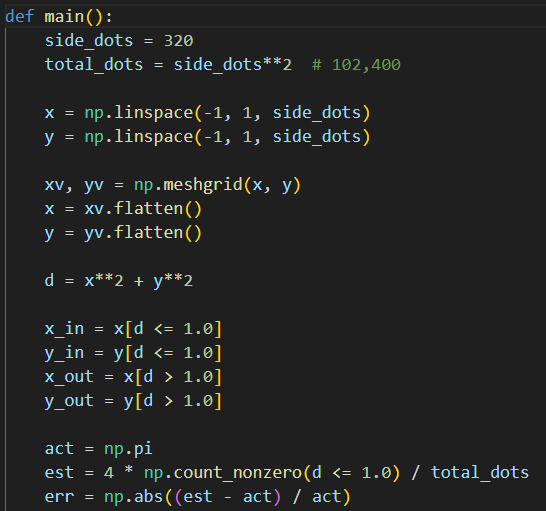 def main():
    side_dots = 320
    total_dots = side_dots**2  # 102,400

    x = np.linspace(-1, 1, side_dots)
    y = np.linspace(-1, 1, side_dots)

    xv, yv = np.meshgrid(x, y)
    x = xv.flatten()
    y = yv.flatten()

    d = x**2 + y**2

    x_in = x[d <= 1.0]
    y_in = y[d <= 1.0]
    x_out = x[d > 1.0]
    y_out = y[d > 1.0]

    act = np.pi
    est = 4 * np.count_nonzero(d <= 1.0) / total_dots
    err = np.abs((est - act) / act)